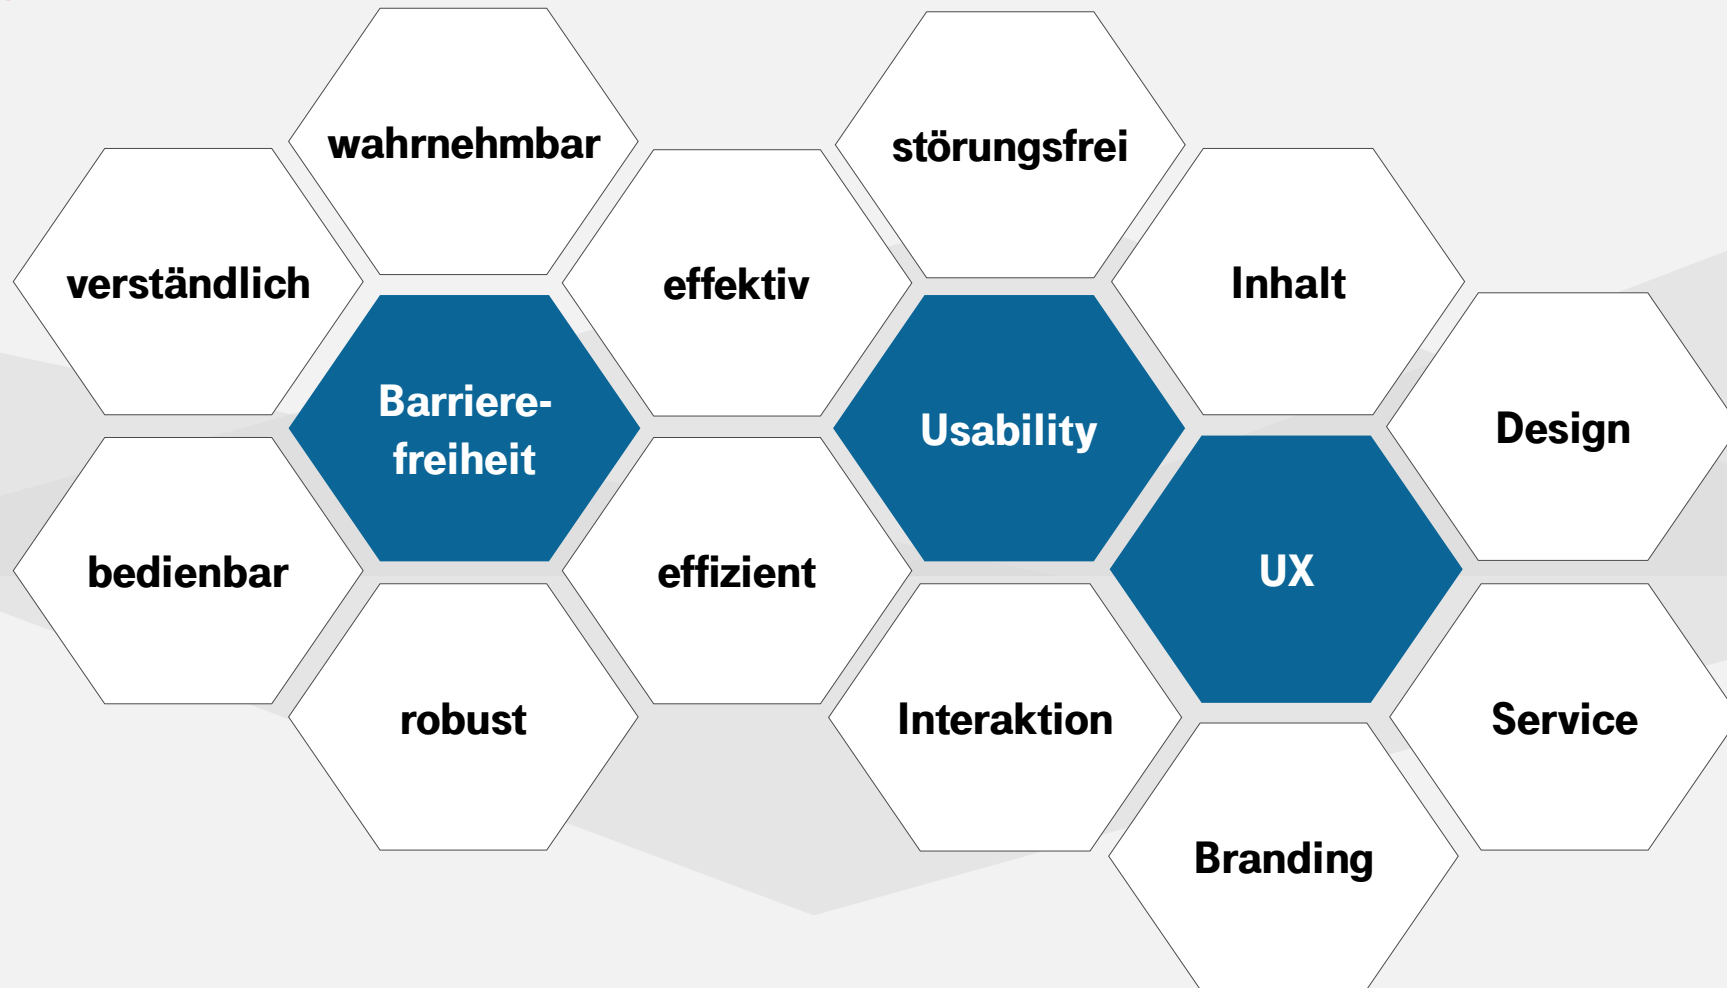 wahrnehmbar
störungsfrei
verständlich
effektiv
Inhalt
Barriere-
freiheit
Usability
Design
bedienbar
effizient
UX
robust
Interaktion
Service
Branding